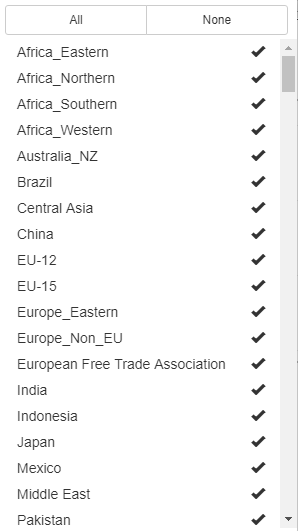 All None
Africa_Eastern
Africa_Northern
Africa_Southern
Africa_Western
Australia_NZ
Brazil
Central Asia
China
EU-12
EU-15
Europe_Eastern
Europe_Non_EU
European Free Trade Association
India
Indonesia
Japan
Mexico
Middle East
Pakistan